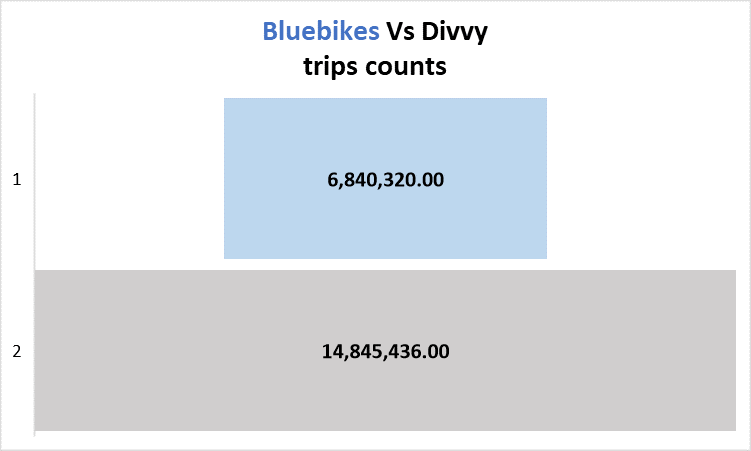 Bluebikes Vs Divvy
trips counts
1
6,840,320.00
2
14,845,436.00